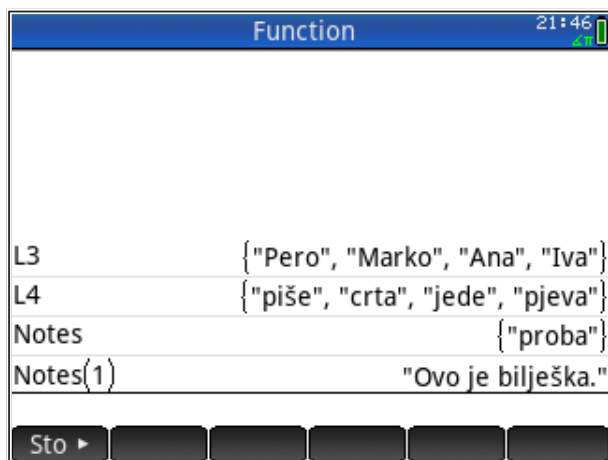 Function 21:46
∡π
L3 {"Pero", "Marko", "Ana", "Iva"}
L4 {"piše", "crta", "jede", "pjeva"}
Notes {"proba"}
Notes(1) "Ovo je bilješka."
Sto ►